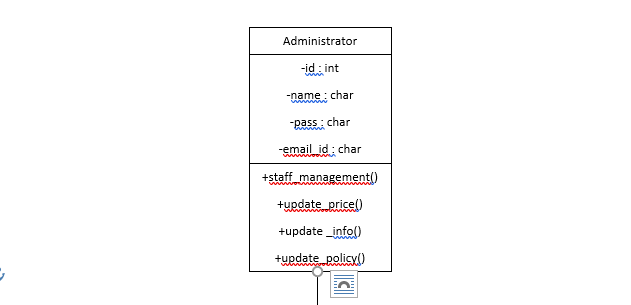 Administrator
-id : int
-name : char
-pass : char
-email_id : char
+staff_management()
+update_price()
+update _info()
+update_policy()